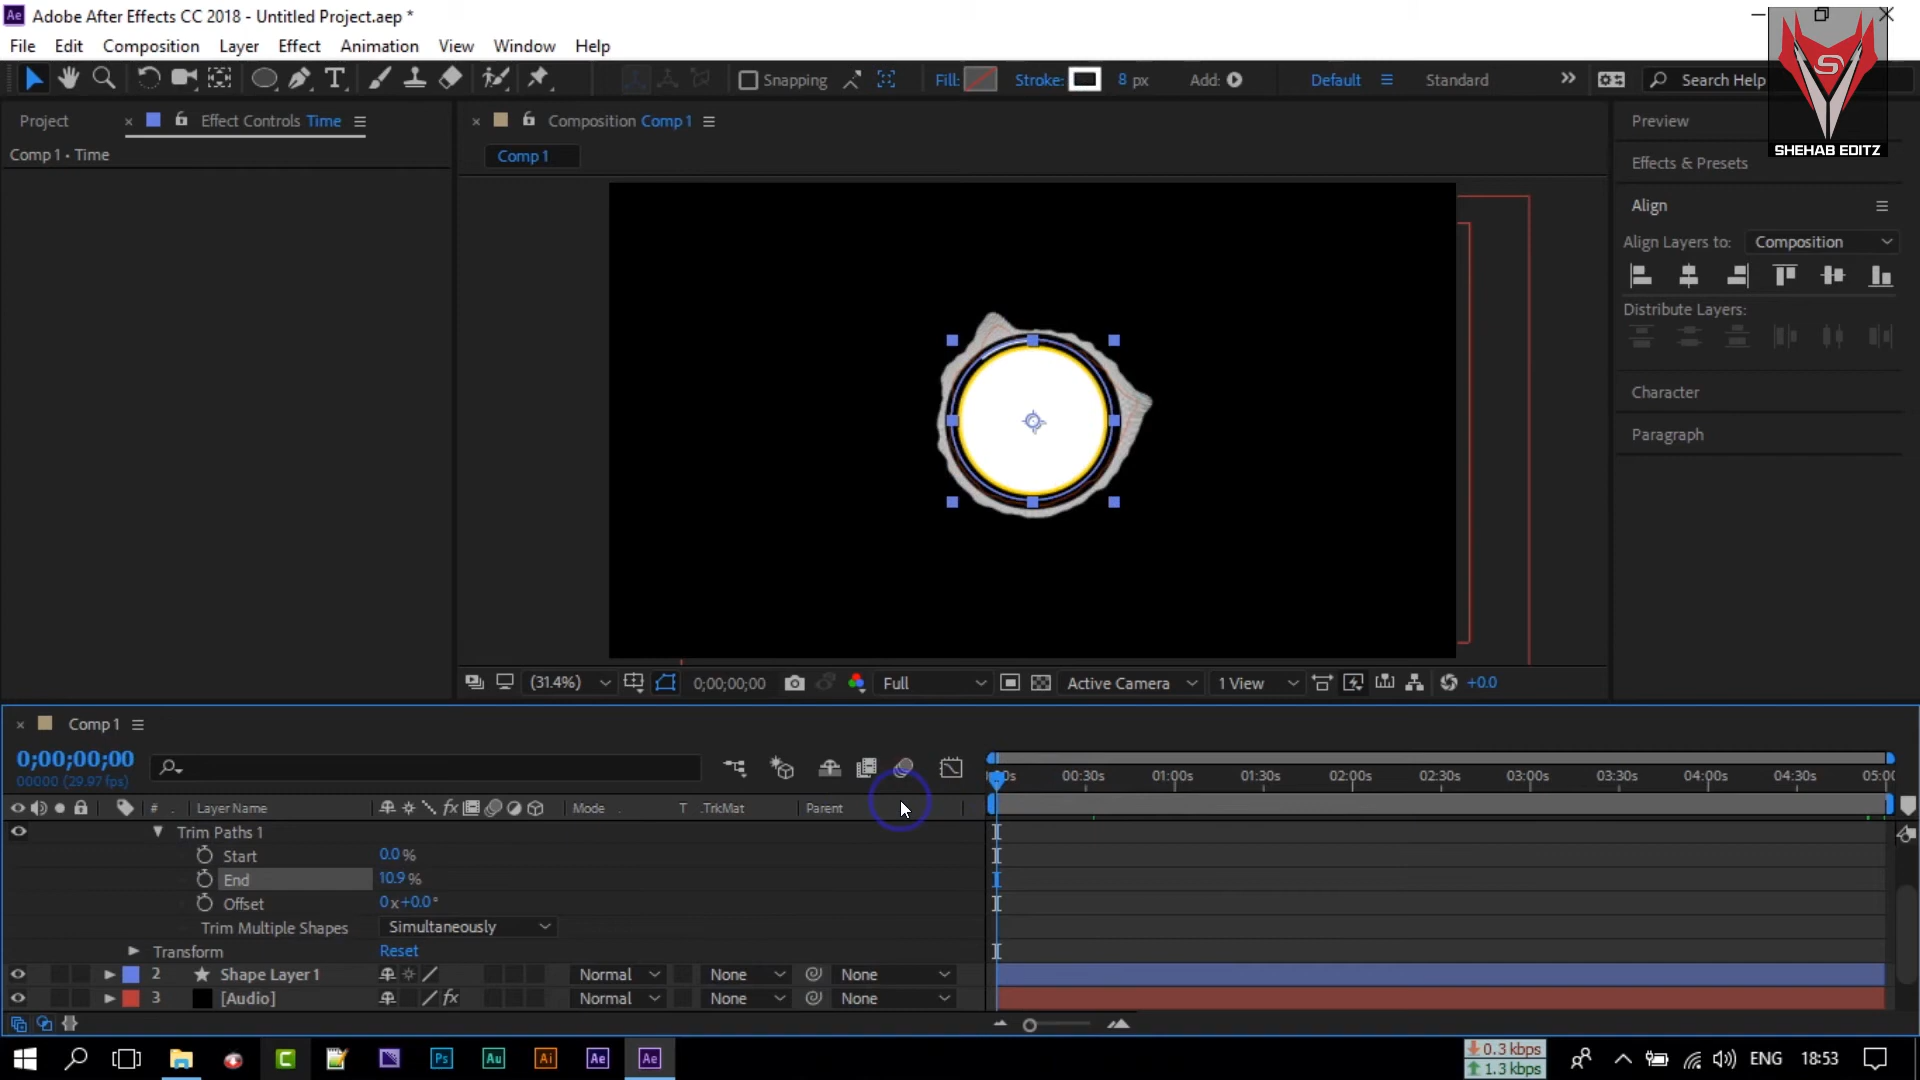 Adobe After Effects CC 2018 - Untitled Project.aep *
File Edit Composition Layer Effect Animation View Window Help
Snapping Fill: Stroke: 8 px Add: Default Standard Search Help
SHEHAB EDITZ
Project Effect Controls Time
Comp 1 • Time
Composition Comp 1
Comp 1
Preview
Effects & Presets
Align
Align Layers to: Composition
Distribute Layers:
Character
Paragraph
(31.4%) 0;00;00;00 Full Active Camera 1 View +0.0
Comp 1
0;00;00;00
00000 (29.97 fps)
00:30s 01:00s 01:30s 02:00s 02:30s 03:00s 03:30s 04:00s 04:30s
# Layer Name Mode T .TrkMat Parent
Trim Paths 1
Start 0.0 %
End 10.9 %
Offset 0x+0.0°
Trim Multiple Shapes Simultaneously
Transform Reset
2 Shape Layer 1 Normal None None
3 [Audio] Normal None None
0.3 kbps
1.3 kbps
Ps Au Ai Ae Ae ENG 18:53